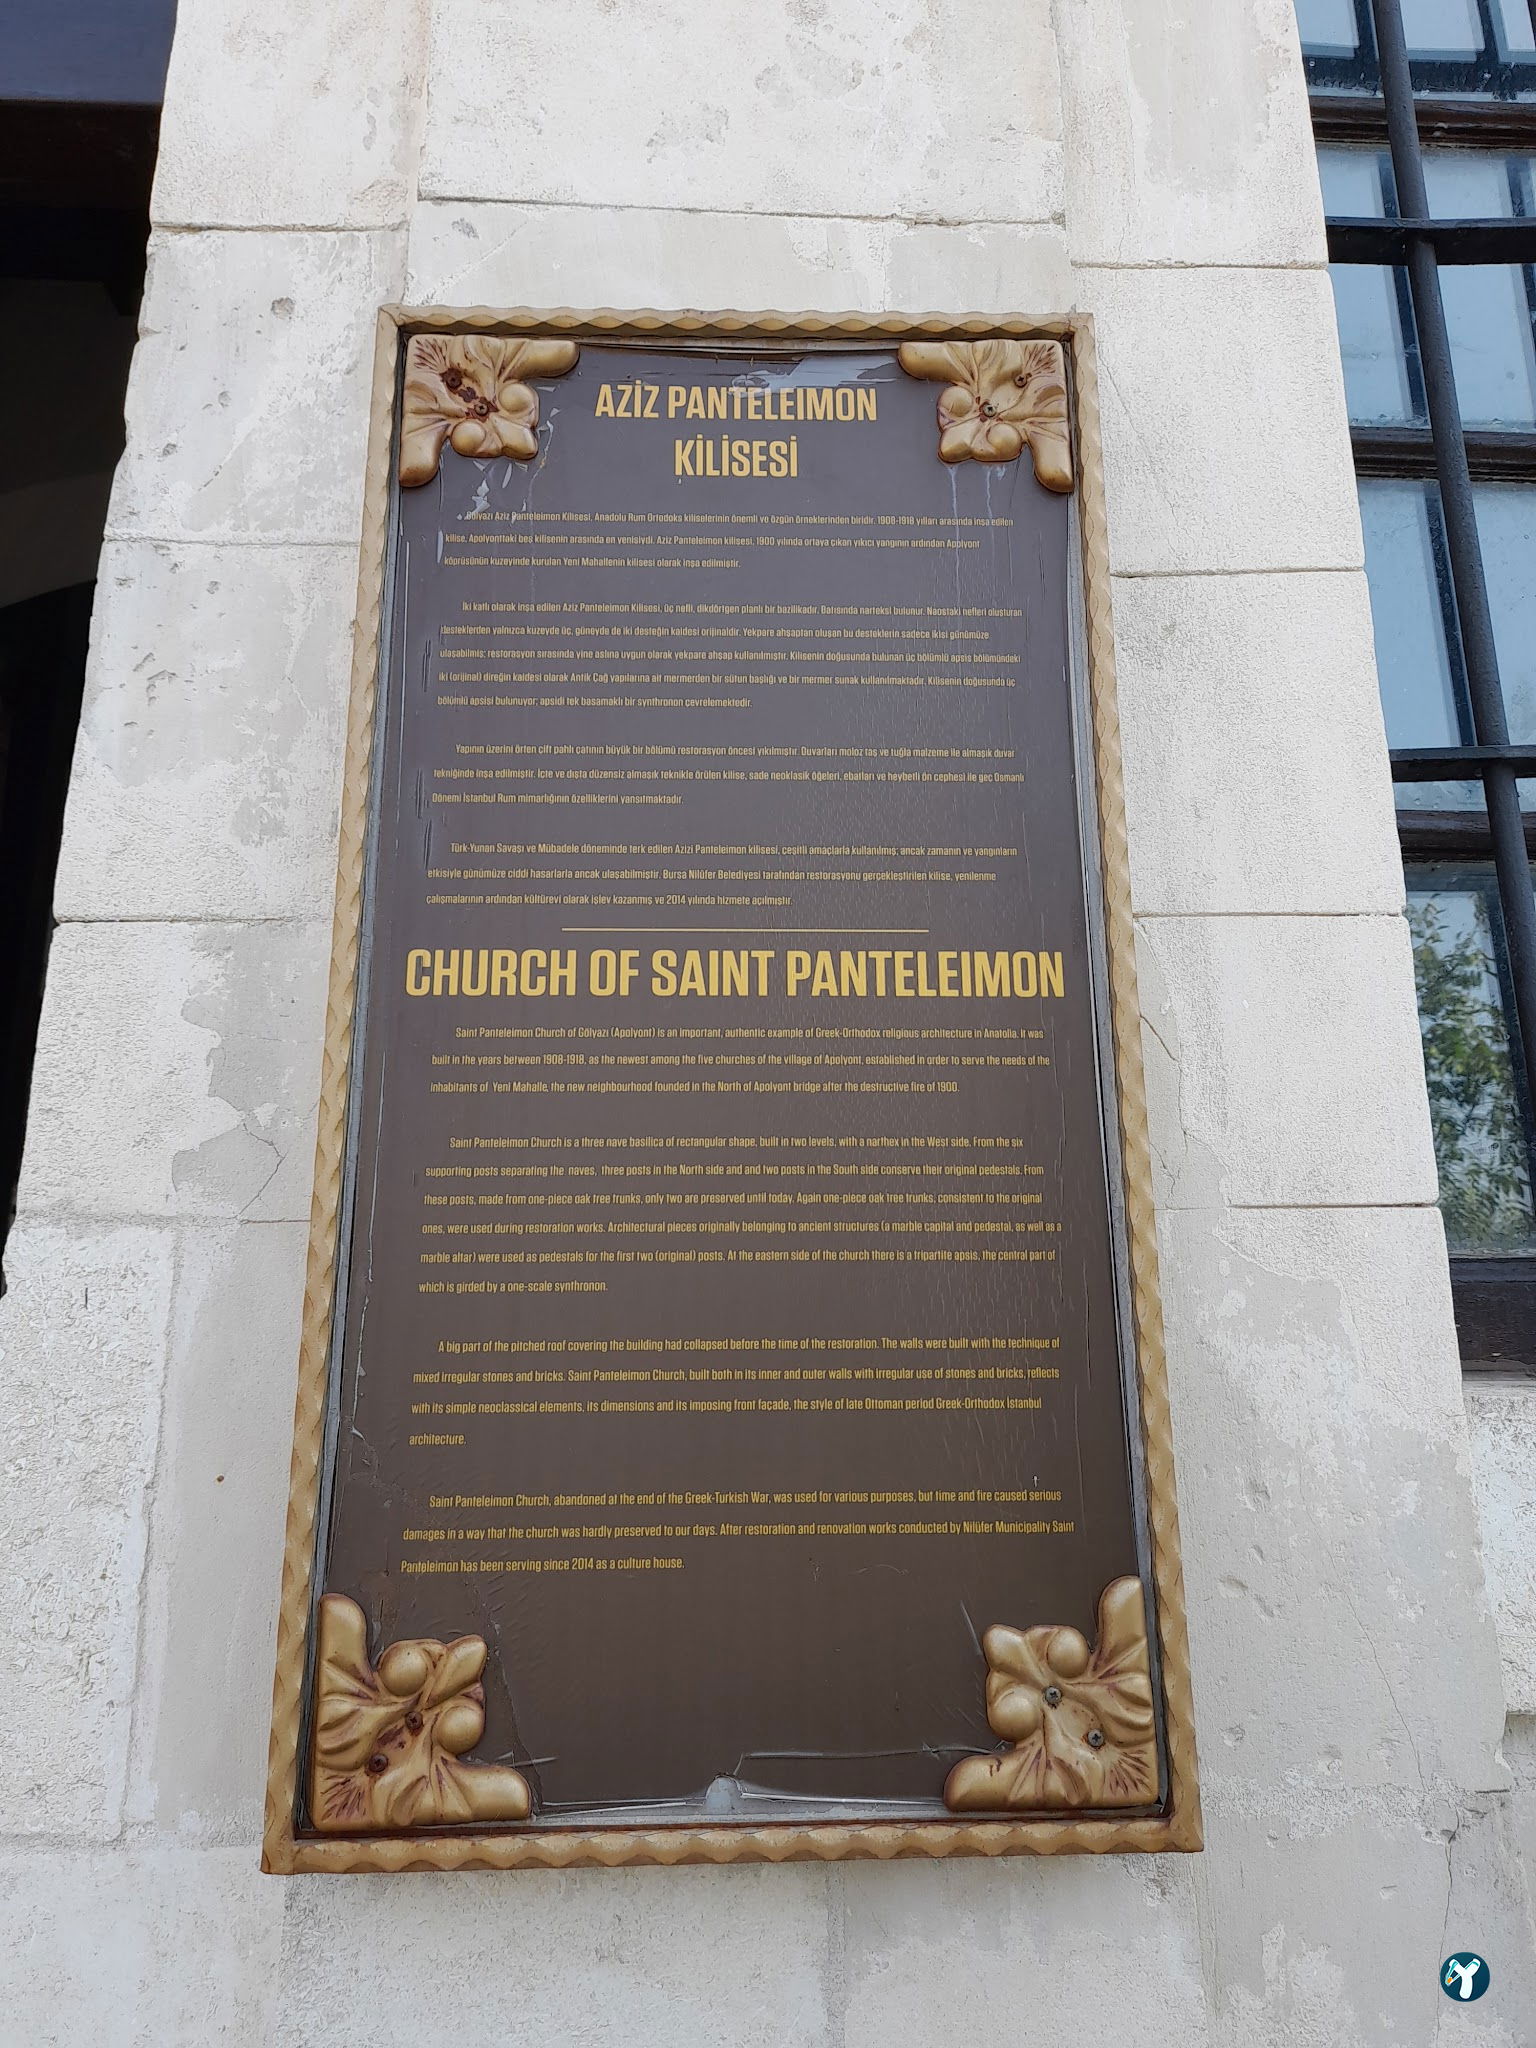 AZİZ PANTELEIMON
KİLİSESİ
Gölyazı Aziz Panteleimon Kilisesi, Anadolu Rum Ortodoks kiliselerinin önemli ve özgün örneklerinden biridir. 1908-1918 yılları arasında inşa edilen
kilise, Apolyonttaki beş kilisenin arasında en yenisiydi. Aziz Panteleimon kilisesi, 1900 yılında ortaya çıkan yıkıcı yangının ardından Apolyont
köprüsünün kuzeyinde kurulan Yeni Mahallenin kilisesi olarak inşa edilmiştir.
İki katlı olarak inşa edilen Aziz Panteleimon Kilisesi, üç nefli, dikdörtgen planlı bir bazilikadır. Batısında narteksi bulunur. Naostaki nefleri oluşturan
desteklerden yalnızca kuzeyde üç, güneyde de iki desteğin kaidesi orijinaldir. Yekpare ahşaptan oluşan bu desteklerin sadece ikisi günümüze
ulaşabilmiş; restorasyon sırasında yine aslına uygun olarak yekpare ahşap kullanılmıştır. Kilisenin doğusunda bulunan üç bölümlü apsis bölümündeki
iki (orijinal) direğin kaidesi olarak Antik Çağ yapılarına ait mermerden bir sütun başlığı ve bir mermer sunak kullanılmaktadır. Kilisenin doğusunda üç
bölümlü apsisi bulunuyor; apsidi tek basamaklı bir synthronon çevrelemektedir.
Yapının üzerini örten çift pahlı çatının büyük bir bölümü restorasyon öncesi yıkılmıştır. Duvarları moloz taş ve tuğla malzeme ile almaşık duvar
tekniğinde inşa edilmiştir. İçte ve dışta düzensiz almaşık teknikle örülen kilise, sade neoklasik öğeleri, ebatları ve heybetli ön cephesi ile geç Osmanlı
Dönemi İstanbul Rum mimarlığının özelliklerini yansıtmaktadır.
Türk-Yunan Savaşı ve Mübadele döneminde terk edilen Azizi Panteleimon kilisesi, çeşitli amaçlarla kullanılmış; ancak zamanın ve yangınların
etkisiyle günümüze ciddi hasarlarla ancak ulaşabilmiştir. Bursa Nilüfer Belediyesi tarafından restorasyonu gerçekleştirilen kilise, yenilenme
çalışmalarının ardından kültürevi olarak işlev kazanmış ve 2014 yılında hizmete açılmıştır.
CHURCH OF SAINT PANTELEIMON
Saint Panteleimon Church of Gölyazı (Apolyont) is an important, authentic example of Greek-Orthodox religious architecture in Anatolia. It was
built in the years between 1908-1918, as the newest among the five churches of the village of Apolyont, established in order to serve the needs of the
inhabitants of Yeni Mahalle, the new neighbourhood founded in the North of Apolyont bridge after the destructive fire of 1900.
Saint Panteleimon Church is a three nave basilica of rectangular shape, built in two levels, with a narthex in the West side. From the six
supporting posts separating the naves, three posts in the North side and and two posts in the South side conserve their original pedestals. From
these posts, made from one-piece oak tree trunks, only two are preserved until today. Again one-piece oak tree trunks, consistent to the original
ones, were used during restoration works. Architectural pieces originally belonging to ancient structures (a marble capital and pedestal, as well as a
marble altar) were used as pedestals for the first two (original) posts. At the eastern side of the church there is a tripartite apsis, the central part of
which is girded by a one-scale synthronon.
A big part of the pitched roof covering the building had collapsed before the time of the restoration. The walls were built with the technique of
mixed irregular stones and bricks. Saint Panteleimon Church, built both in its inner and outer walls with irregular use of stones and bricks, reflects
with its simple neoclassical elements, its dimensions and its imposing front façade, the style of late Ottoman period Greek-Orthodox İstanbul
architecture.
Saint Panteleimon Church, abandoned at the end of the Greek-Turkish War, was used for various purposes, but time and fire caused serious
damages in a way that the church was hardly preserved to our days. After restoration and renovation works conducted by Nilüfer Municipality Saint
Panteleimon has been serving since 2014 as a culture house.